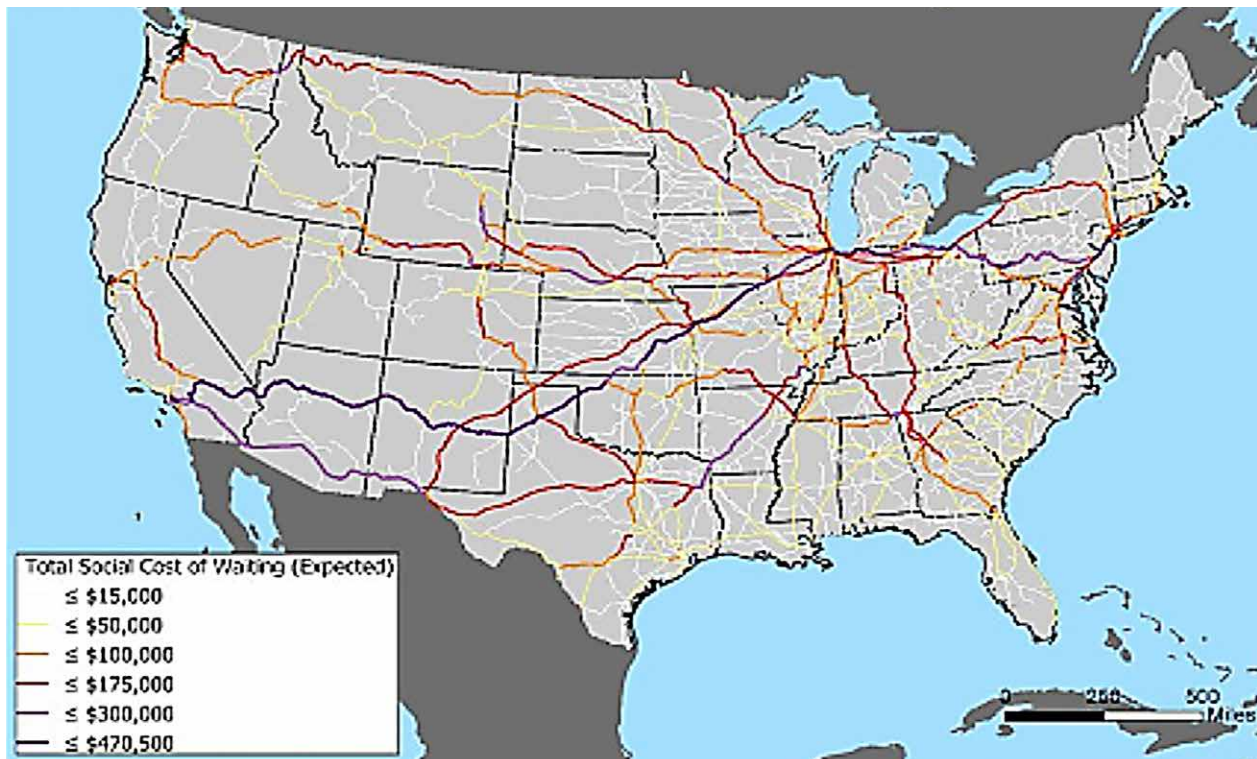 Total Social Cost of Waiting (Expected)
≤ $15,000
≤ $50,000
≤ $100,000
≤ $175,000
≤ $300,000
≤ $470,500
0 250 500
Miles